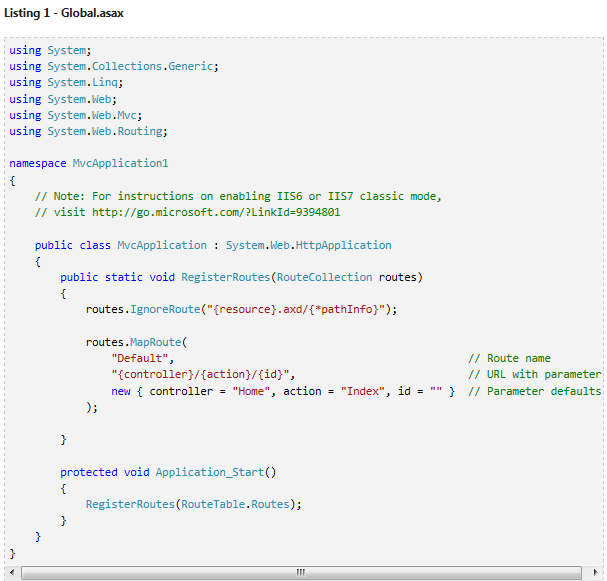 Listing 1 - Global.asax
using System;
using System.Collections.Generic;
using System.Linq;
using System.Web;
using System.Web.Mvc;
using System.Web.Routing;
namespace MvcApplication1
{
    // Note: For instructions on enabling IIS6 or IIS7 classic mode,
    // visit http://go.microsoft.com/?LinkId=9394801
    public class MvcApplication : System.Web.HttpApplication
    {
        public static void RegisterRoutes(RouteCollection routes)
        {
            routes.IgnoreRoute("{resource}.axd/{*pathInfo}");
            routes.MapRoute(
                "Default",                                              // Route name
                "{controller}/{action}/{id}",                           // URL with parameter
                new { controller = "Home", action = "Index", id = "" }  // Parameter defaults
            );
        }
        protected void Application_Start()
        {
            RegisterRoutes(RouteTable.Routes);
        }
    }
}